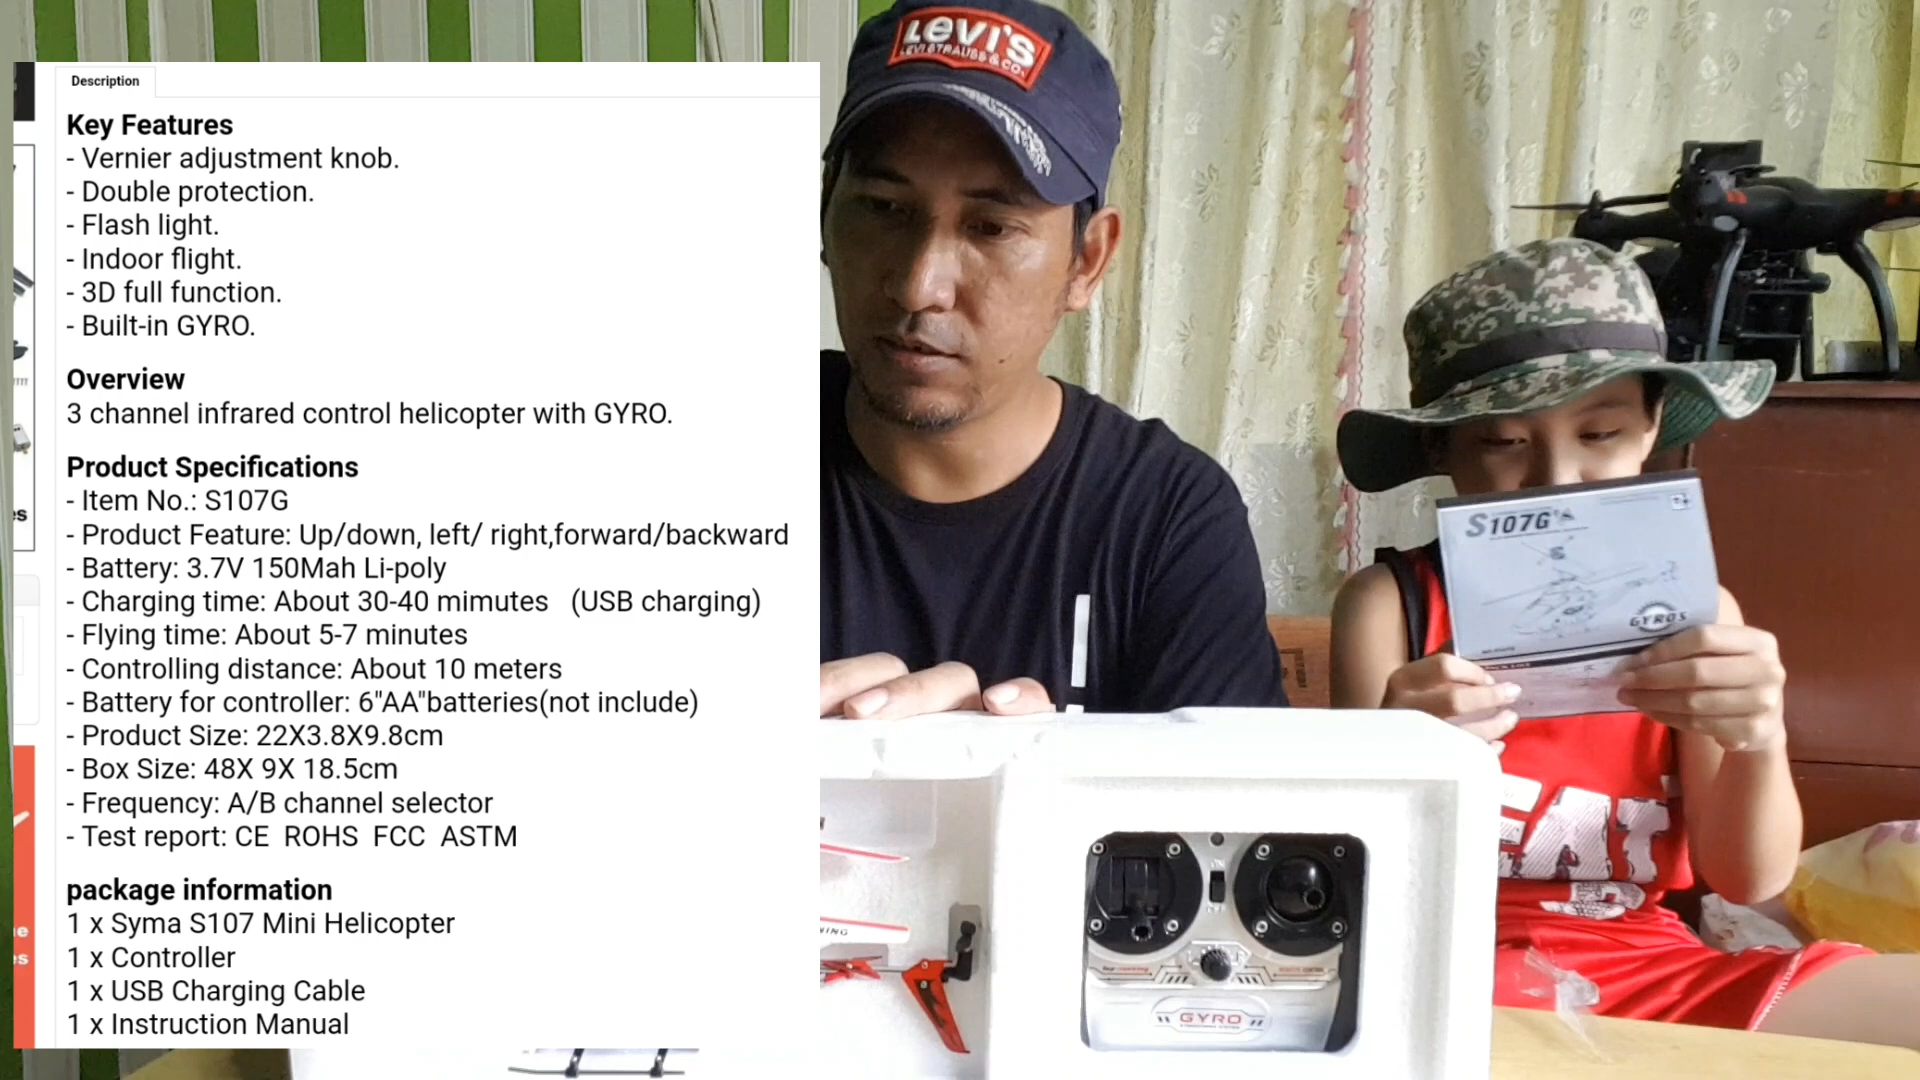 Description
Key Features
- Vernier adjustment knob.
- Double protection.
- Flash light.
- Indoor flight.
- 3D full function.
- Built-in GYRO.
Overview
3 channel infrared control helicopter with GYRO.
Product Specifications
- Item No.: S107G
- Product Feature: Up/down, left/ right,forward/backward
- Battery: 3.7V 150Mah Li-poly
- Charging time: About 30-40 mimutes (USB charging)
- Flying time: About 5-7 minutes
- Controlling distance: About 10 meters
- Battery for controller: 6"AA"batteries(not include)
- Product Size: 22X3.8X9.8cm
- Box Size: 48X 9X 18.5cm
- Frequency: A/B channel selector
- Test report: CE ROHS FCC ASTM
package information
1 x Syma S107 Mini Helicopter
1 x Controller
1 x USB Charging Cable
1 x Instruction Manual
LEVI'S
LEVI STRAUSS & CO.
S107G
GYROS
GYRO